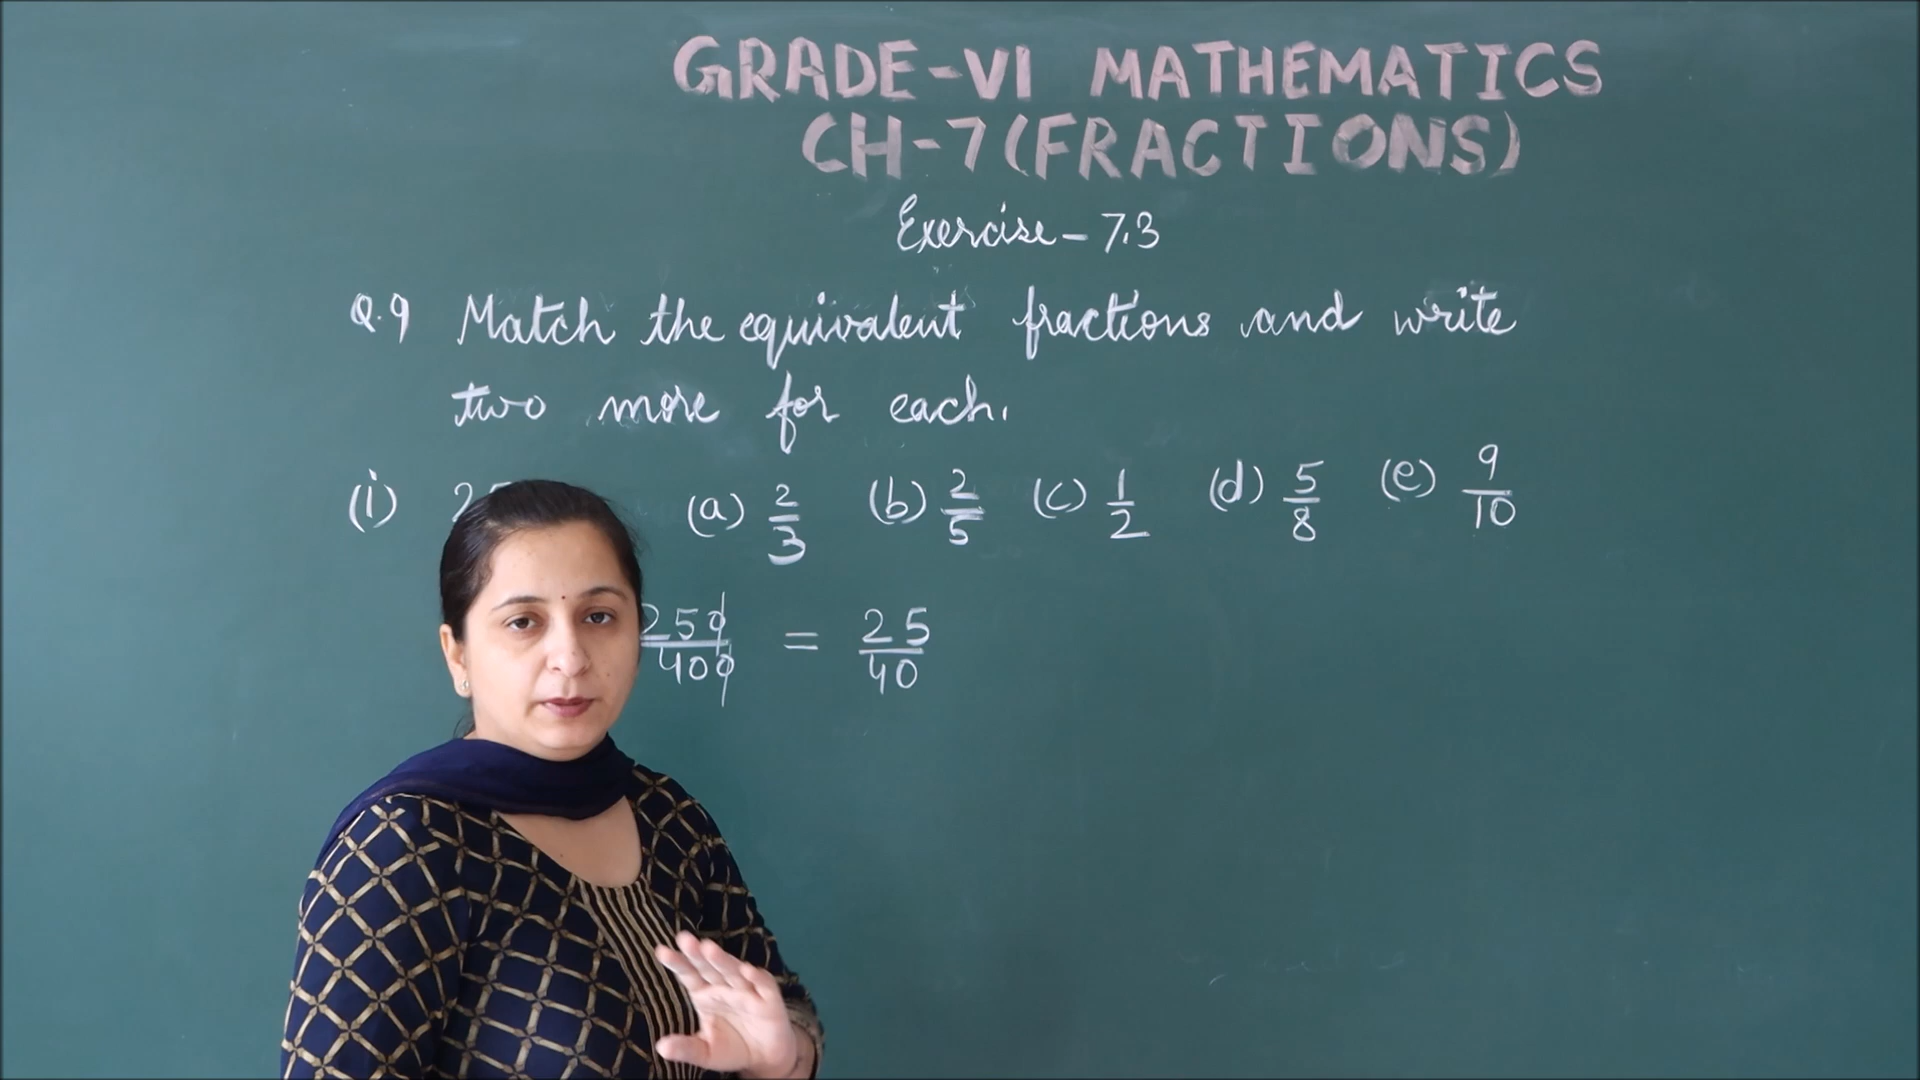 GRADE-VI MATHEMATICS
CH-7(FRACTIONS)
Exercise-7.3
Q.9 Match the equivalent fractions and write
two more for each.
(i) (a) 2/3 (b) 2/5 (c) 1/2 (d) 5/8 (e) 9/10
250/400 = 25/40